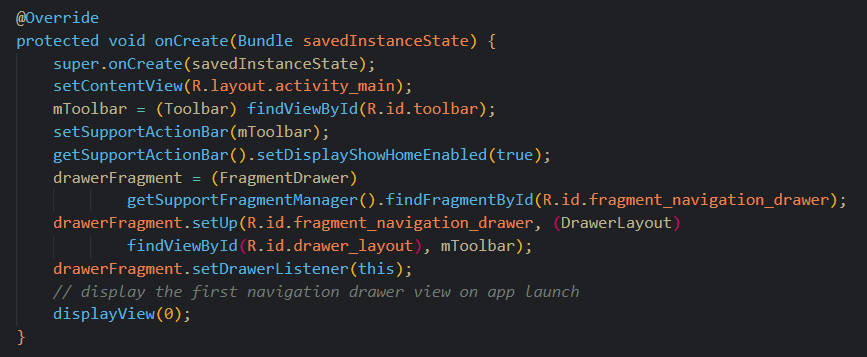 @Override
protected void onCreate(Bundle savedInstanceState) {
    super.onCreate(savedInstanceState);
    setContentView(R.layout.activity_main);
    mToolbar = (Toolbar) findViewById(R.id.toolbar);
    setSupportActionBar(mToolbar);
    getSupportActionBar().setDisplayShowHomeEnabled(true);
    drawerFragment = (FragmentDrawer)
            getSupportFragmentManager().findFragmentById(R.id.fragment_navigation_drawer);
    drawerFragment.setUp(R.id.fragment_navigation_drawer, (DrawerLayout)
            findViewById(R.id.drawer_layout), mToolbar);
    drawerFragment.setDrawerListener(this);
    // display the first navigation drawer view on app launch
    displayView(0);
}